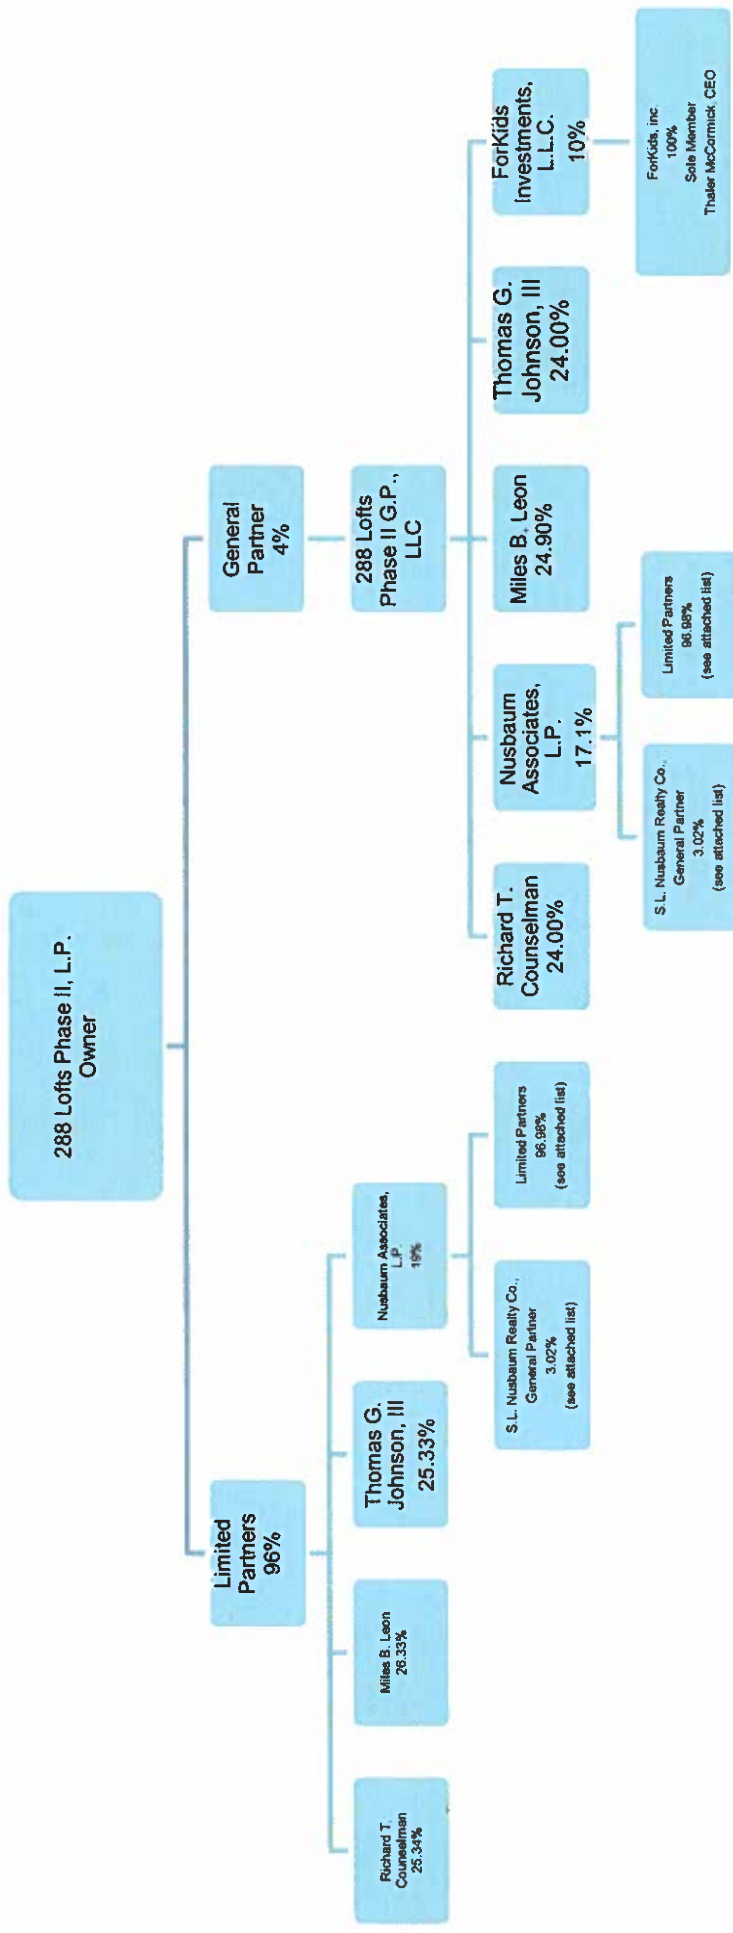 288 Lofts Phase II, L.P.
Owner
Limited
Partners
96%
General
Partner
4%
Richard T.
Counselman
25.34%
Miles B. Leon
26.33%
Thomas G.
Johnson, III
25.33%
Nusbaum Associates,
L.P.
19%
288 Lofts
Phase II G.P.,
LLC
S.L. Nusbaum Realty Co.,
General Partner
3.02%
(see attached list)
Limited Partners
96.98%
(see attached list)
Richard T.
Counselman
24.00%
Nusbaum
Associates,
L.P.
17.1%
Miles B. Leon
24.90%
Thomas G.
Johnson, III
24.00%
ForKids
Investments,
L.L.C.
10%
S.L. Nusbaum Realty Co.,
General Partner
3.02%
(see attached list)
Limited Partners
96.98%
(see attached list)
ForKids, inc.
100%
Sole Member
Thaler McCormick, CEO